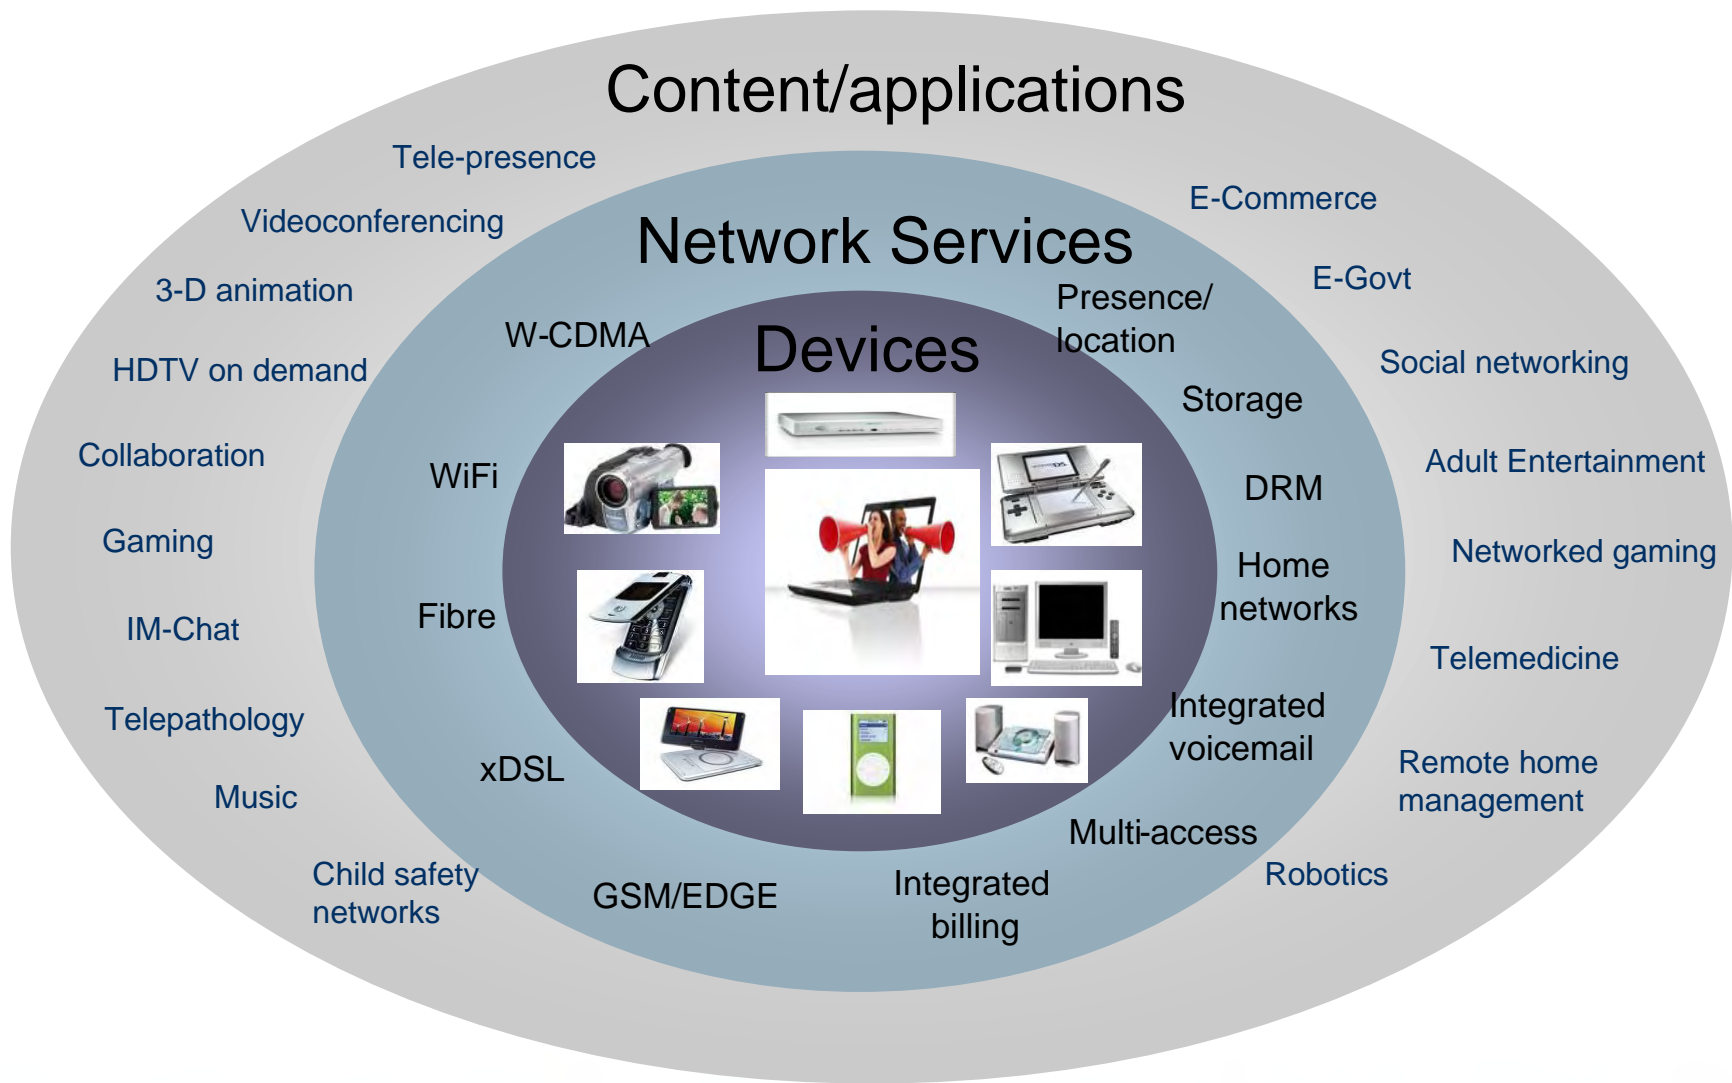 Content/applications
Tele-presence
E-Commerce
Videoconferencing
Network Services
E-Govt
3-D animation
Presence/
location
W-CDMA
Devices
HDTV on demand
Social networking
Storage
Collaboration
WiFi
DRM
Adult Entertainment
Gaming
Home
networks
Networked gaming
IM-Chat
Fibre
Telemedicine
Telepathology
Integrated
voicemail
xDSL
Music
Remote home
management
Multi-access
Child safety
networks
GSM/EDGE
Integrated
billing
Robotics